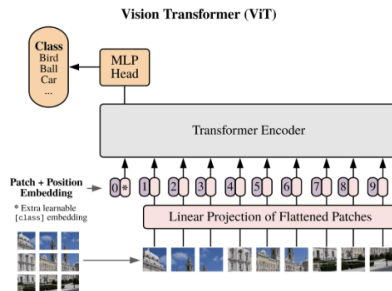 Vision Transformer (ViT)
Class
Bird
Ball
Car
...
MLP
Head
Transformer Encoder
Patch + Position
Embedding
* Extra learnable
[class] embedding
0 * 1 2 3 4 5 6 7 8 9
Linear Projection of Flattened Patches